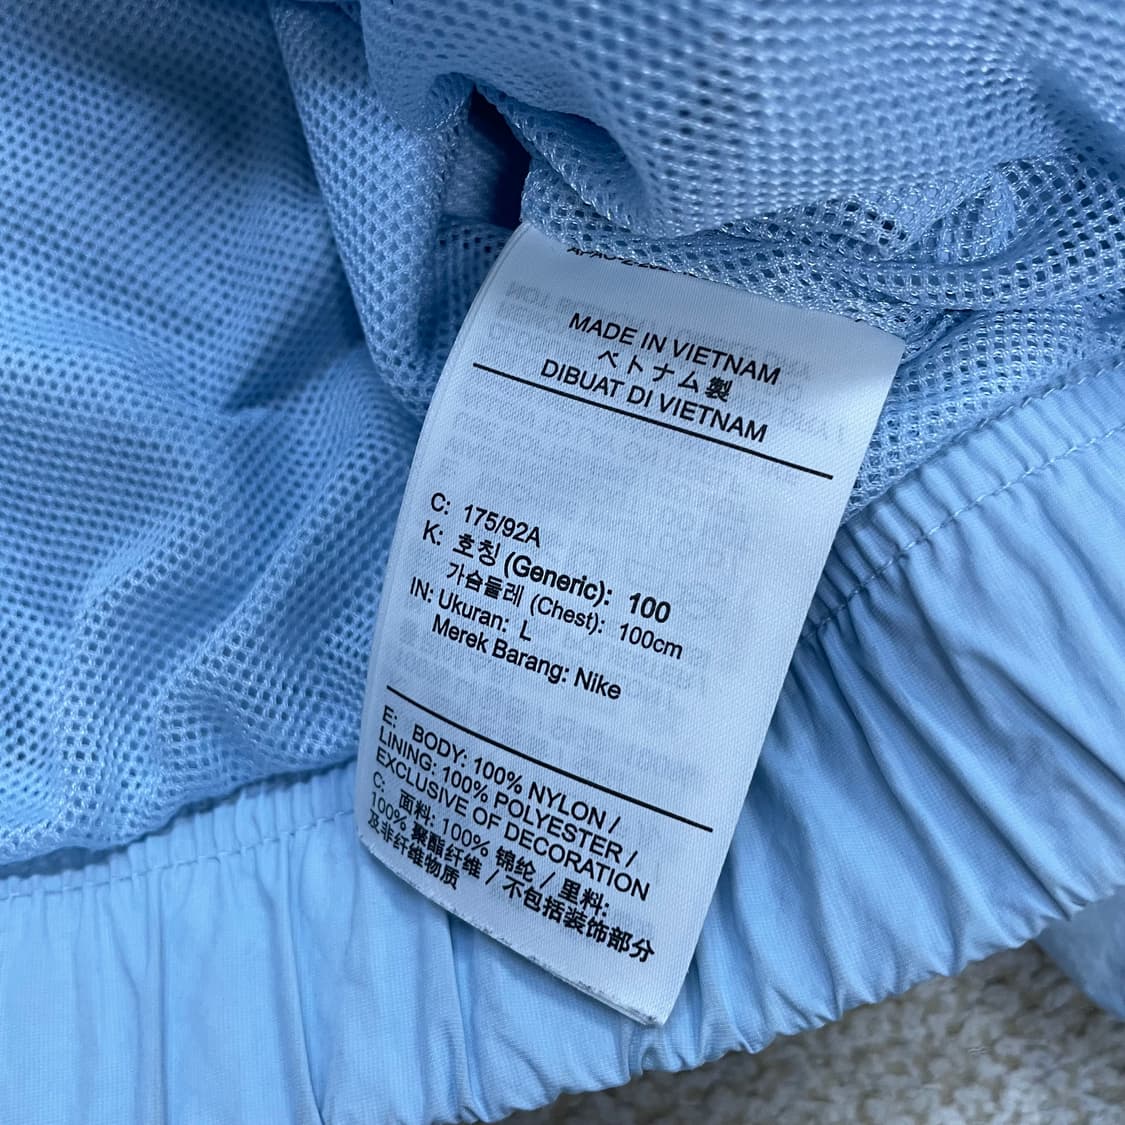 MADE IN VIETNAM
ベトナム製
DIBUAT DI VIETNAM
C: 175/92A
K: 호칭 (Generic): 100
가슴둘레 (Chest): 100cm
IN: Ukuran: L
Merek Barang: Nike
E: BODY: 100% NYLON /
LINING: 100% POLYESTER /
EXCLUSIVE OF DECORATION
C: 面料: 100% 锦纶 / 里料:
100% 聚酯纤维 / 不包括装饰部分
及非纤维物质